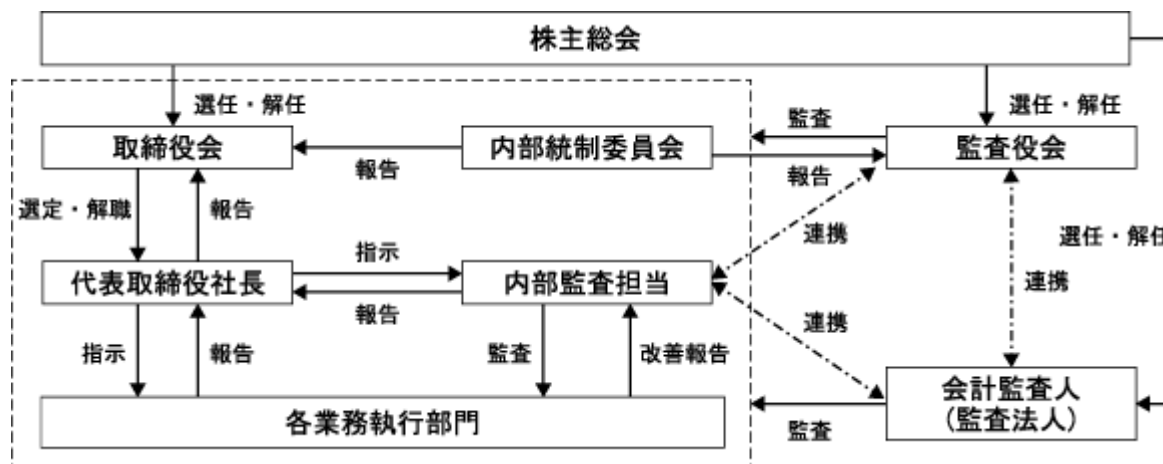 株主総会
選任・解任
選任・解任
監査
取締役会
内部統制委員会
監査役会
報告
報告
選定・解職
報告
連携
選任・解任
指示
代表取締役社長
内部監査担当
連携
報告
連携
指示
報告
監査
改善報告
会計監査人
(監査法人)
各業務執行部門
監査